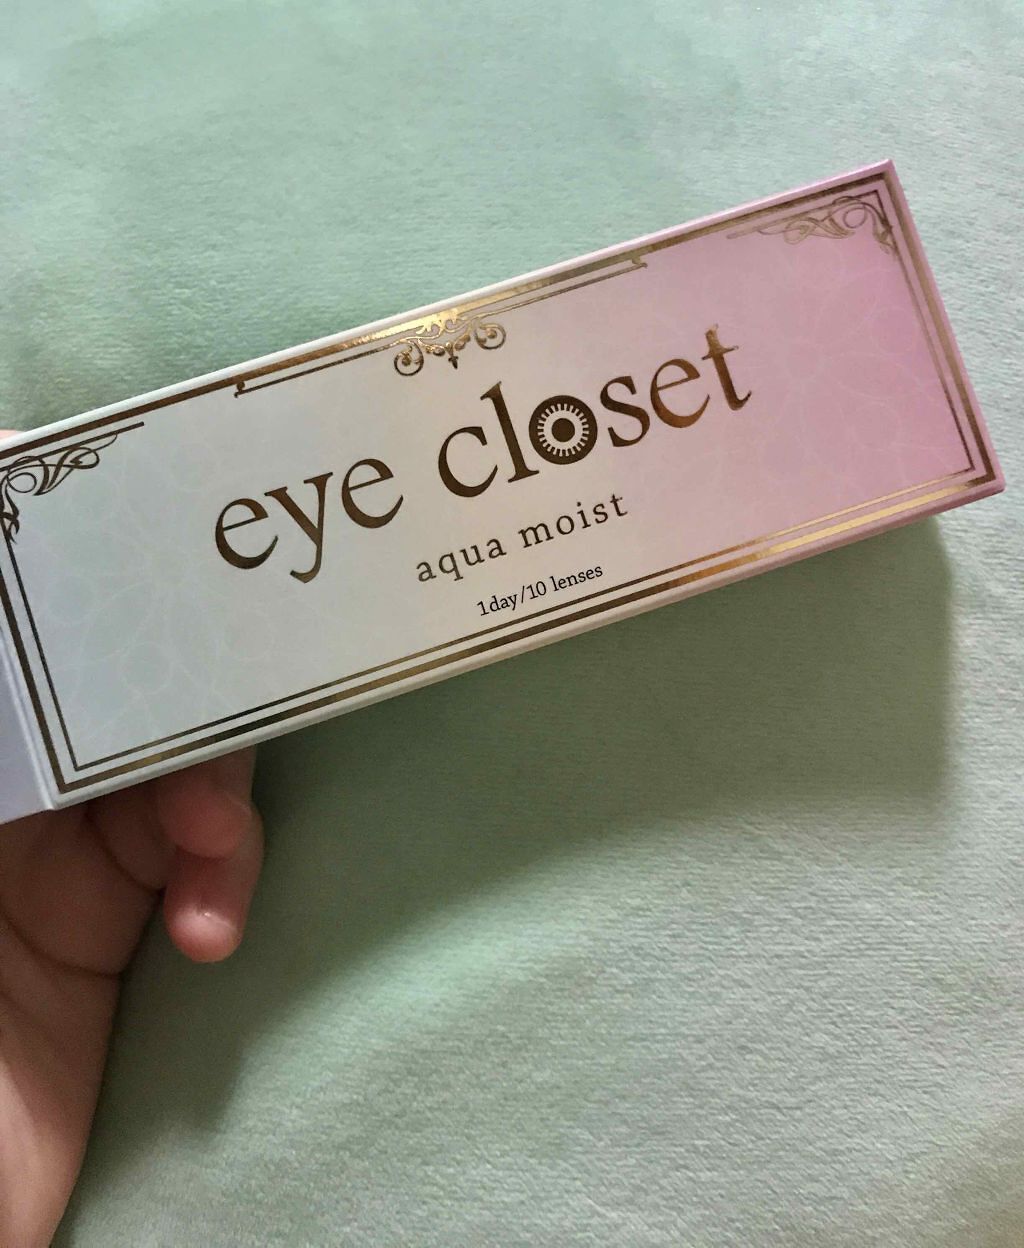 eye closet
aqua moist
1day/10 lenses